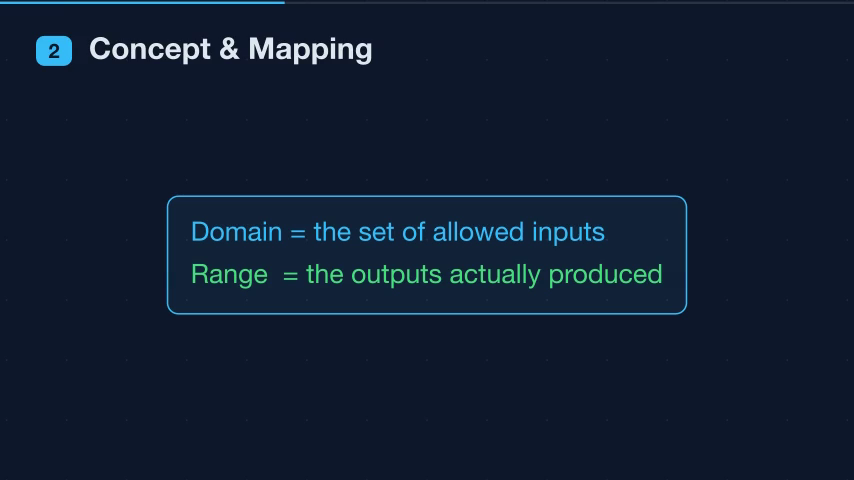 2 Concept & Mapping
Domain = the set of allowed inputs
Range = the outputs actually produced